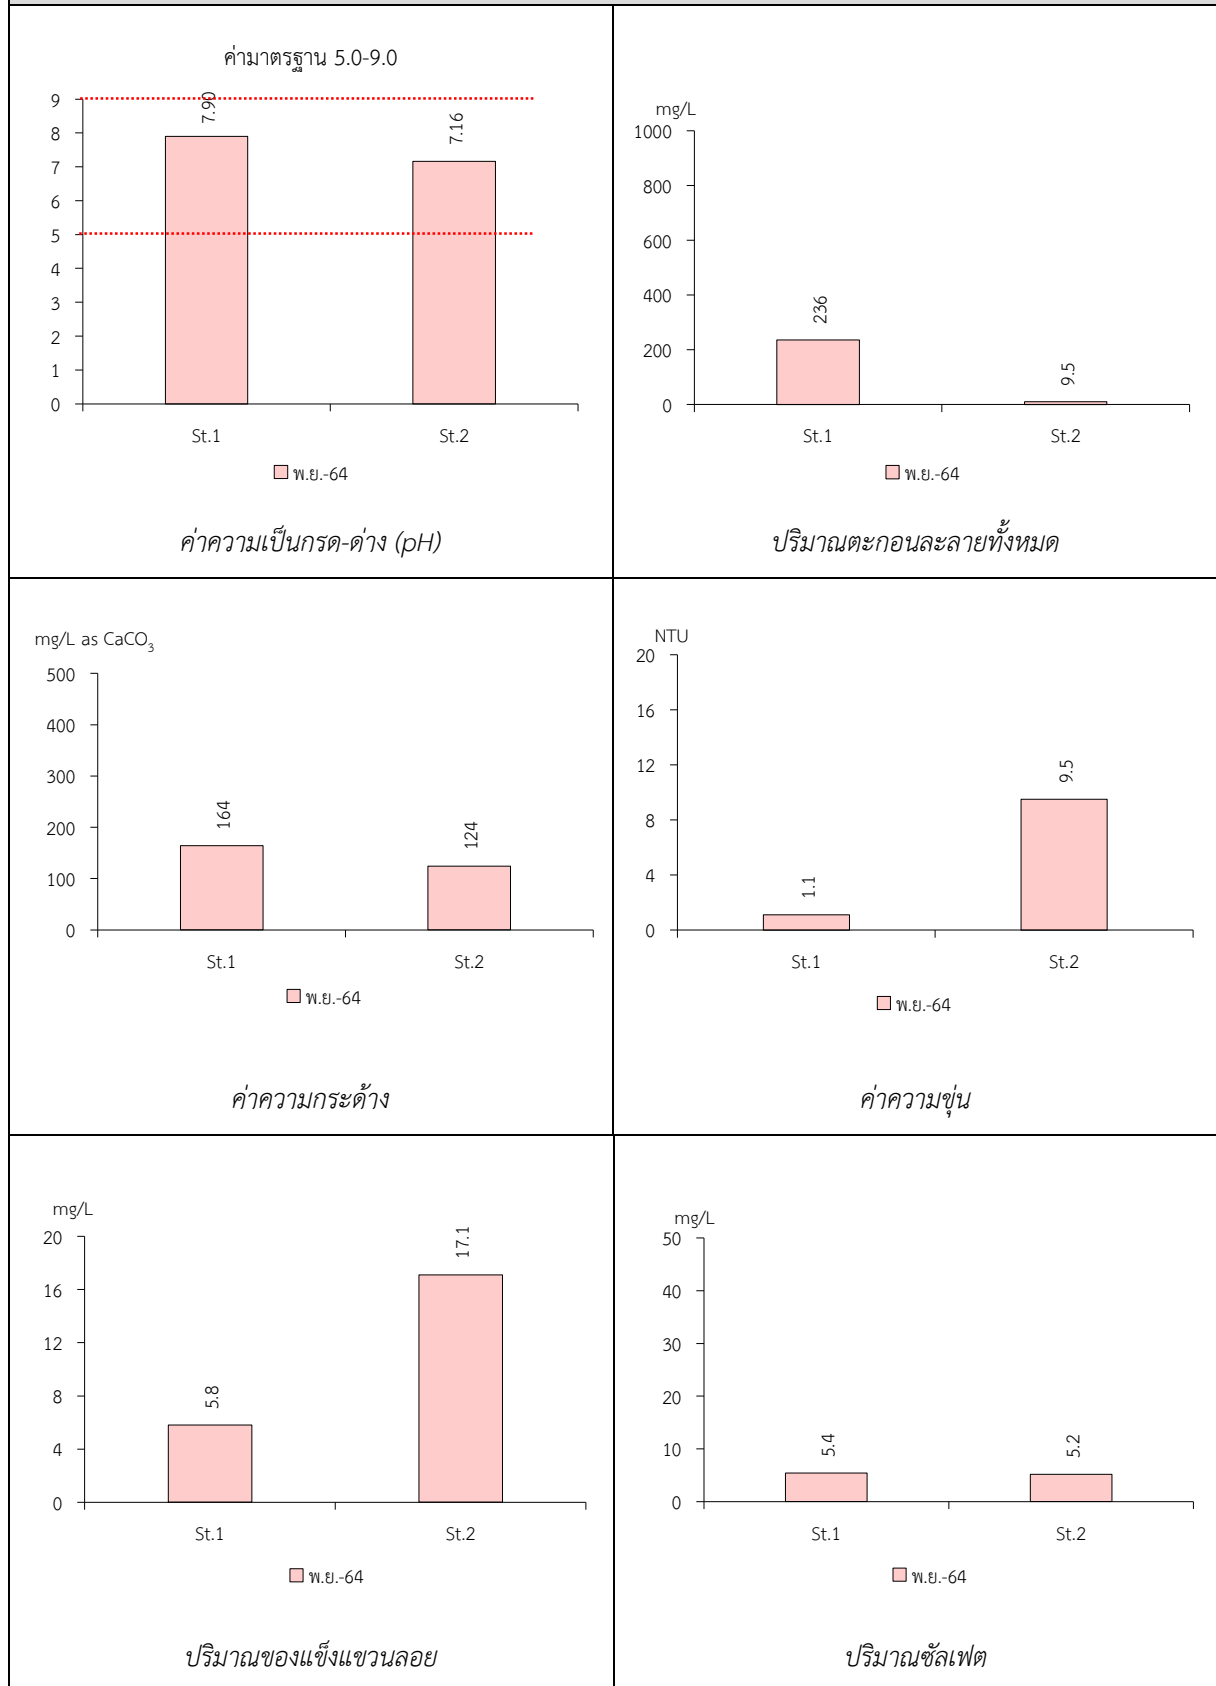 ค่ามาตรฐาน 5.0-9.0
9
8
7
6
5
4
3
2
1
0
7.90
7.16
St.1 St.2
พ.ย.-64
ค่าความเป็นกรด-ด่าง (pH)
mg/L
1000
800
600
400
200
0
236
9.5
St.1 St.2
พ.ย.-64
ปริมาณตะกอนละลายทั้งหมด
mg/L as CaCO₃
500
400
300
200
100
0
164
124
St.1 St.2
พ.ย.-64
ค่าความกระด้าง
NTU
20
16
12
8
4
0
1.1
9.5
St.1 St.2
พ.ย.-64
ค่าความขุ่น
mg/L
20
16
12
8
4
0
5.8
17.1
St.1 St.2
พ.ย.-64
ปริมาณของแข็งแขวนลอย
mg/L
50
40
30
20
10
0
5.4
5.2
St.1 St.2
พ.ย.-64
ปริมาณซัลเฟต